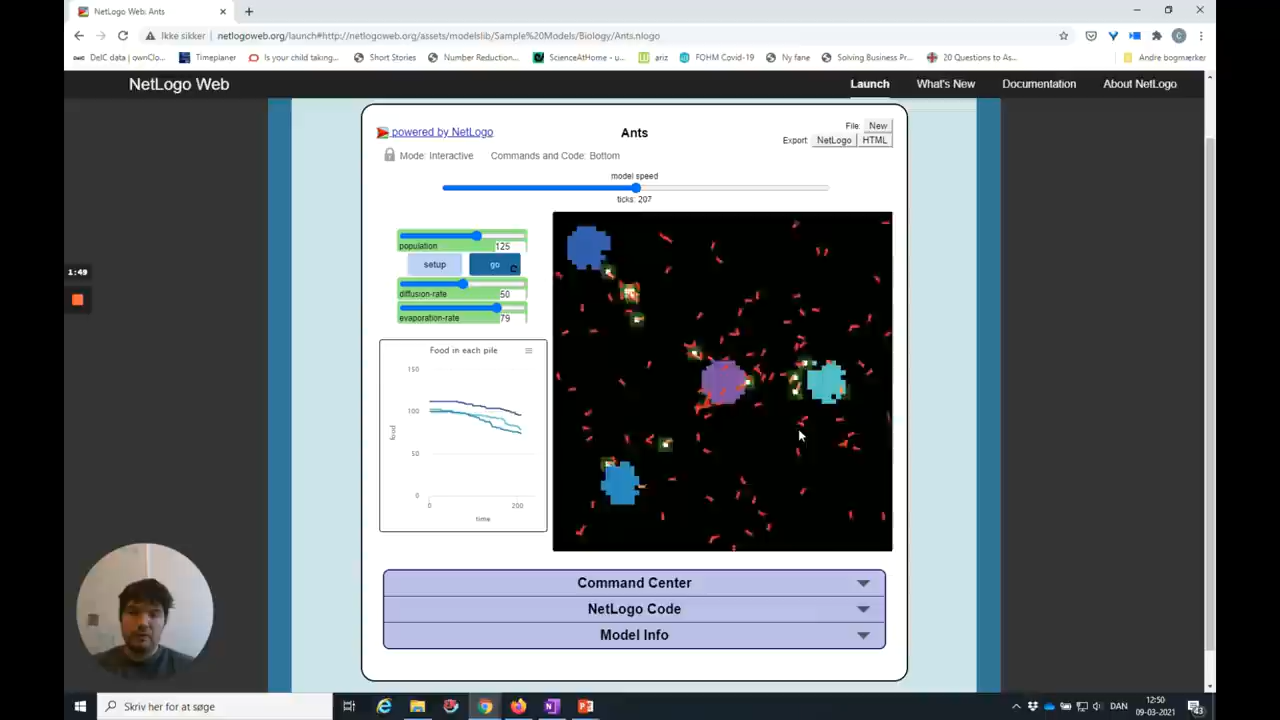 NetLogo Web: Ants
Ikke sikker
netlogoweb.org/launch#http://netlogoweb.org/assets/modelslib/Sample%20Models/Biology/Ants.nlogo
DeIC data | ownClo... Timeplaner Is your child taking... Short Stories Number Reduction... ScienceAtHome - u... ariz FQHM Covid-19 Ny fane Solving Business Pr... 20 Questions to As... Andre bogmærker
NetLogo Web Launch What's New Documentation About NetLogo
powered by NetLogo
Ants
File: New
Export: NetLogo HTML
Mode: Interactive Commands and Code: Bottom
model speed
ticks: 207
population 125
setup go
diffusion-rate 50
evaporation-rate 79
1:49
Food in each pile
150
100
50
0
food
0 200
time
Command Center
NetLogo Code
Model Info
Skriv her for at søge
DAN
12:50
09-03-2021